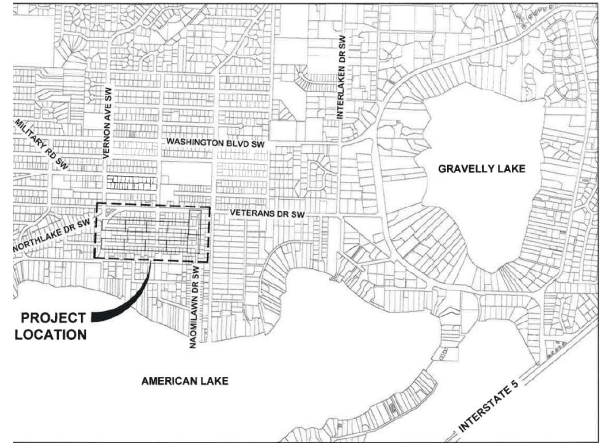 INTERLAKEN DR SW
VERNON AVE SW
MILITARY RD SW
WASHINGTON BLVD SW
GRAVELLY LAKE
VETERANS DR SW
NORTHLAKE DR SW
NAOMILAWN DR SW
PROJECT
LOCATION
AMERICAN LAKE
INTERSTATE 5